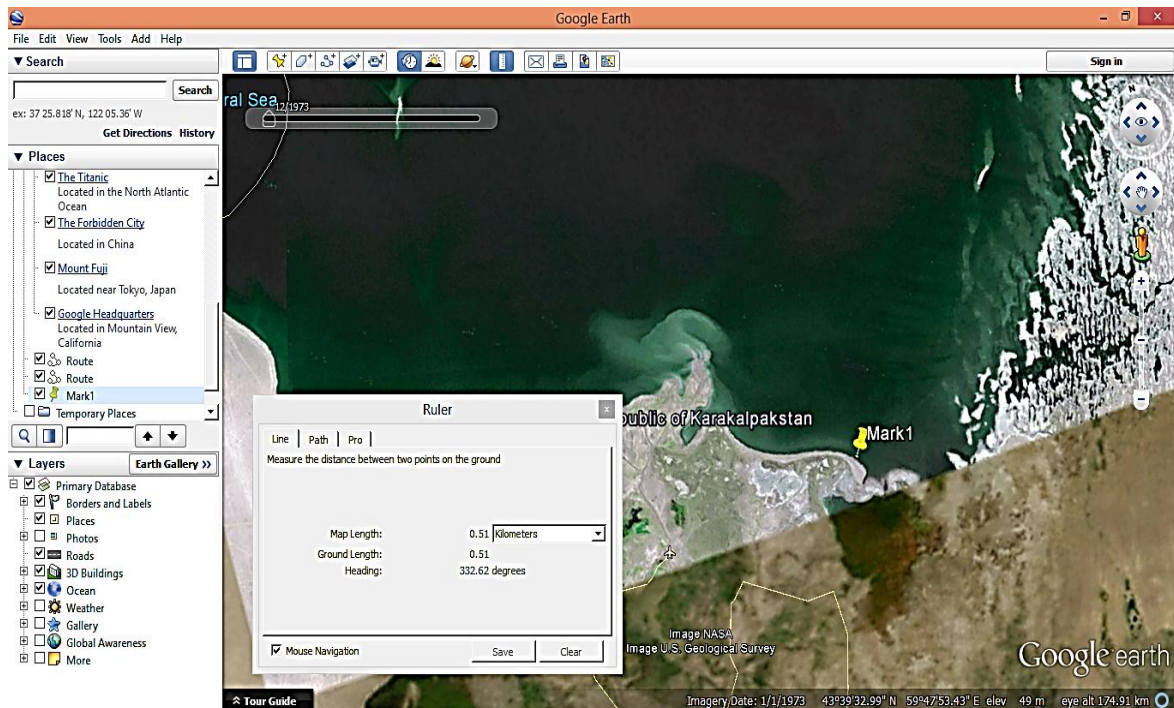 Google Earth
File Edit View Tools Add Help
▼ Search
Search
ex: 37 25.818' N, 122 05.36' W
Get Directions History
▼ Places
The Titanic
Located in the North Atlantic
Ocean
The Forbidden City
Located in China
Mount Fuji
Located near Tokyo, Japan
Google Headquarters
Located in Mountain View,
California
Route
Route
Mark1
Temporary Places
▼ Layers
Earth Gallery >>
Primary Database
Borders and Labels
Places
Photos
Roads
3D Buildings
Ocean
Weather
Gallery
Global Awareness
More
Sign in
ral Sea
12/1973
N
public of Karakalpakstan
Mark1
Ruler
Line Path Pro
Measure the distance between two points on the ground
Map Length: 0.51 Kilometers
Ground Length: 0.51
Heading: 332.62 degrees
Mouse Navigation
Save
Clear
Image NASA
Image U.S. Geological Survey
Google earth
Tour Guide
Imagery Date: 1/1/1973 43°39'32.99" N 59°47'53.43" E elev 49 m eye alt 174.91 km